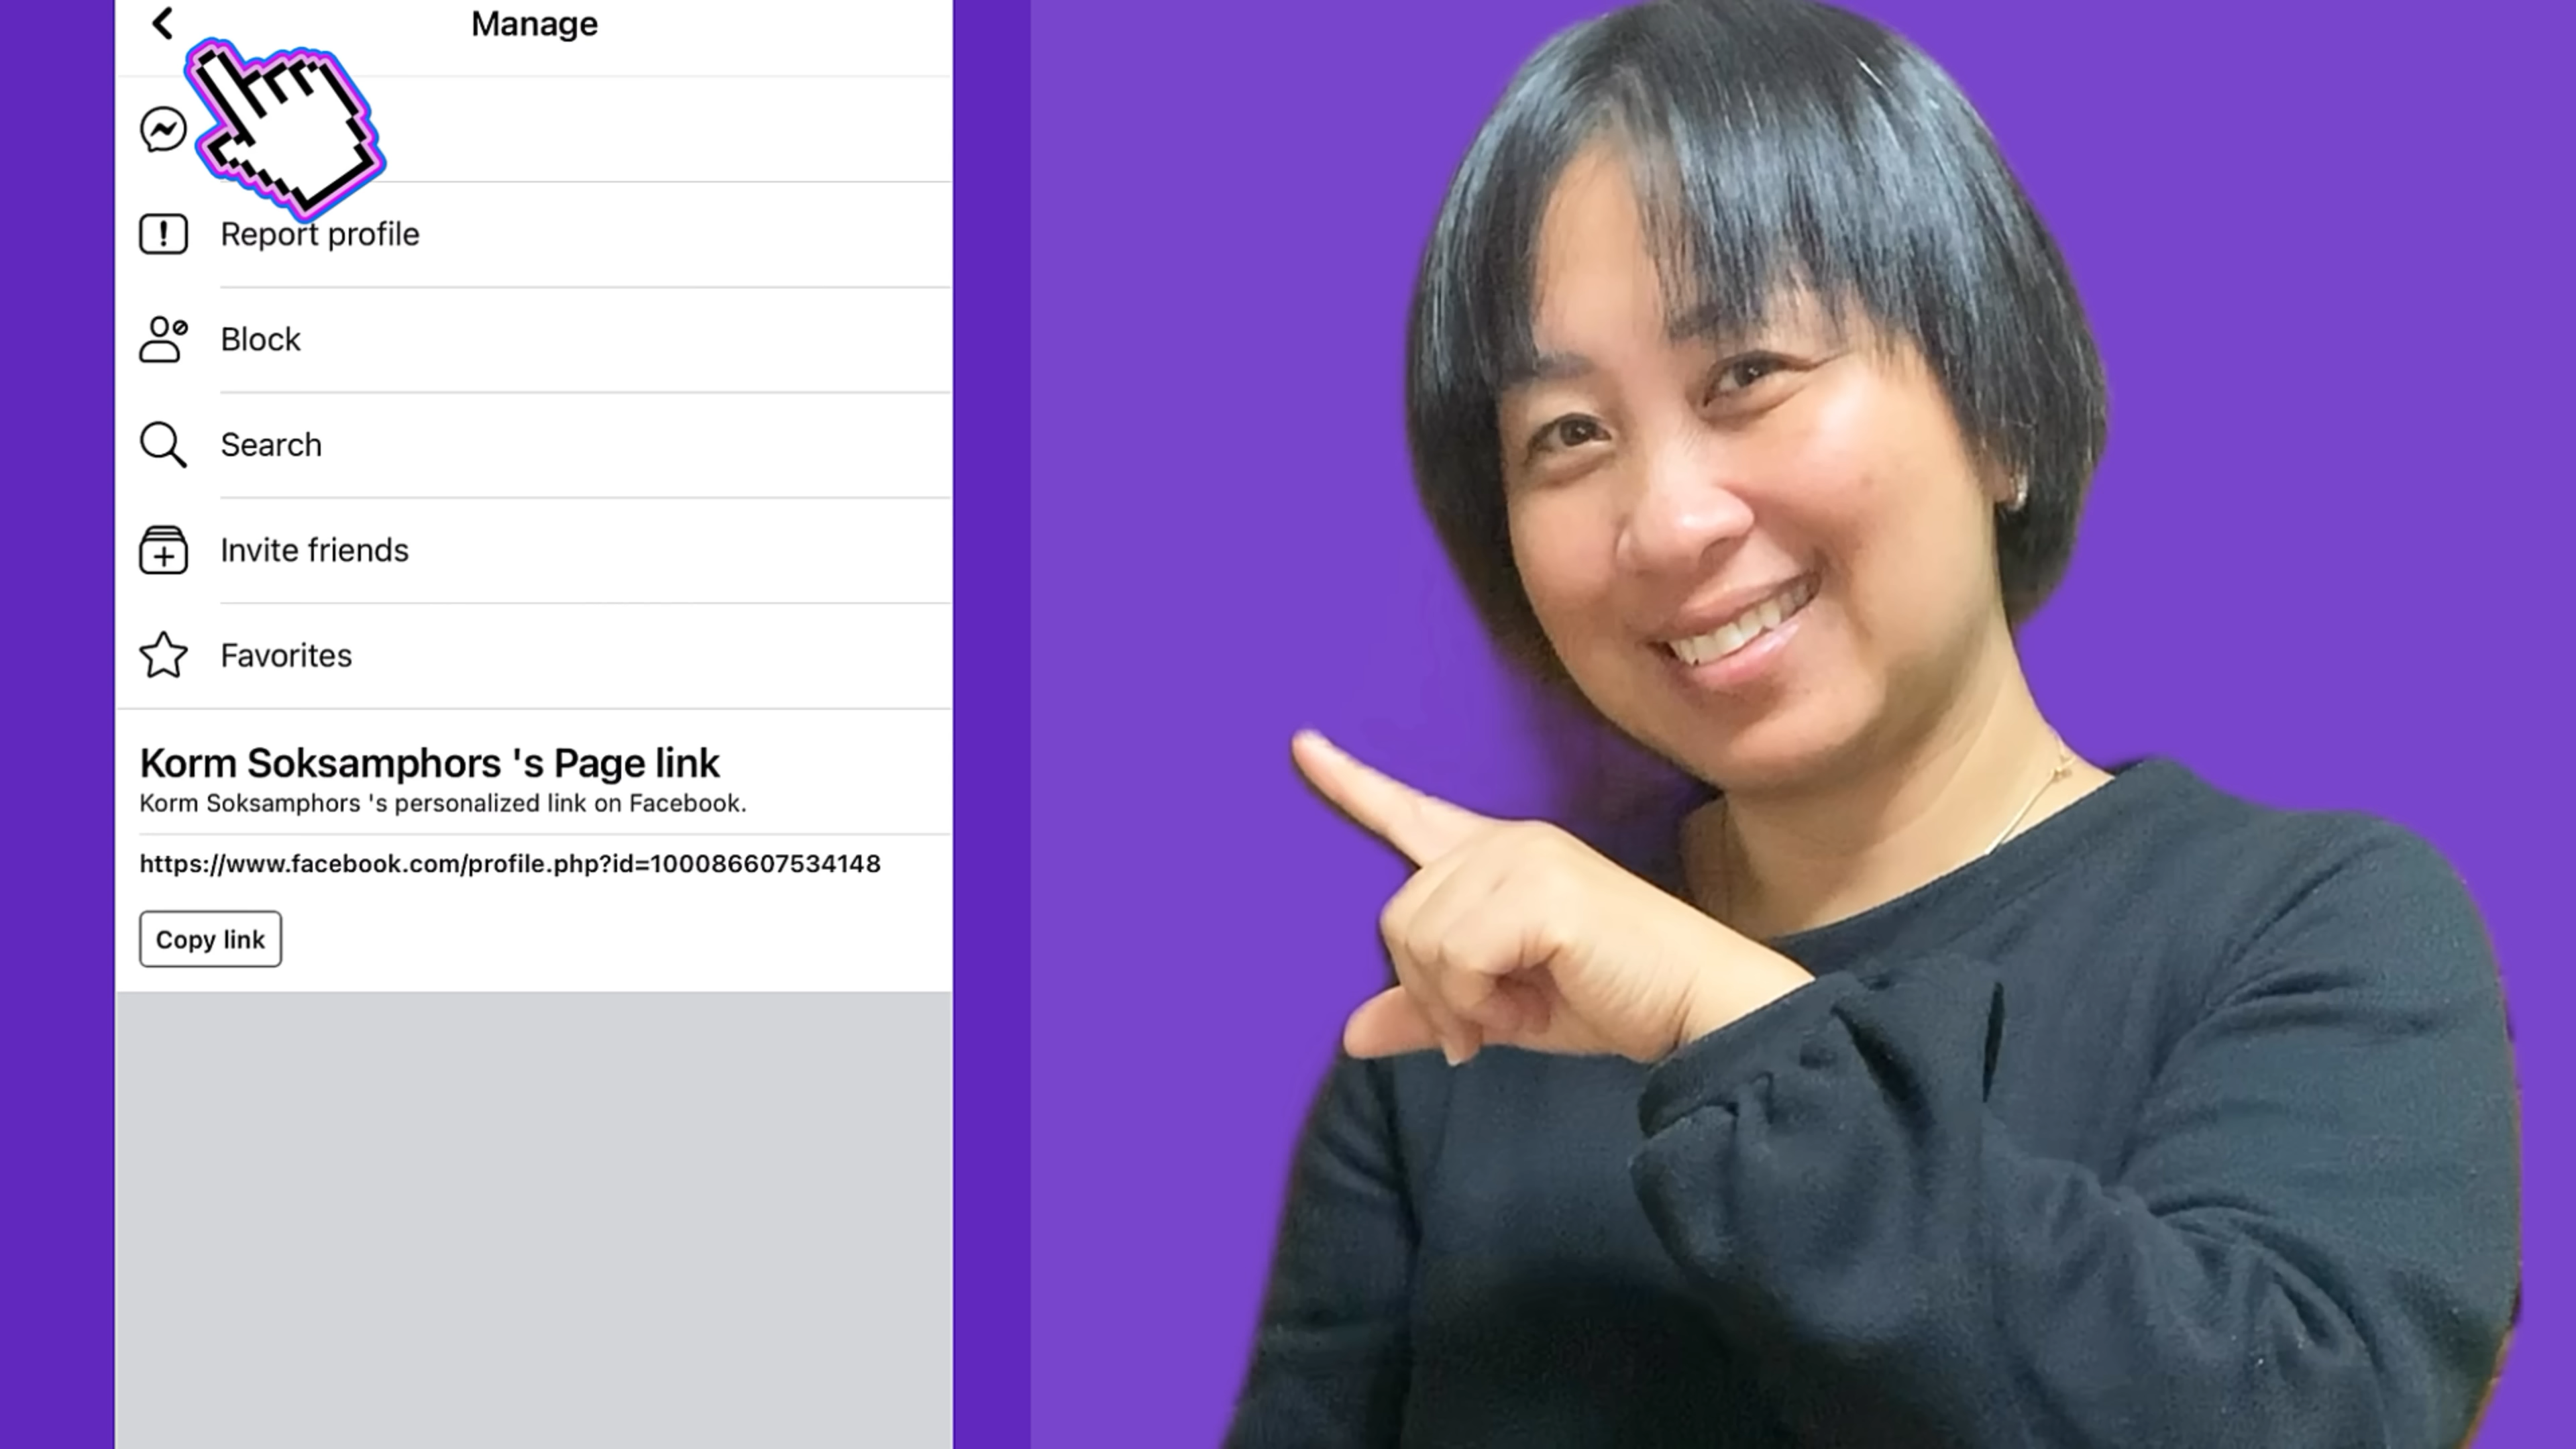 Manage
Report profile
Block
Search
Invite friends
Favorites
Korm Soksamphors 's Page link
Korm Soksamphors 's personalized link on Facebook.
https://www.facebook.com/profile.php?id=100086607534148
Copy link